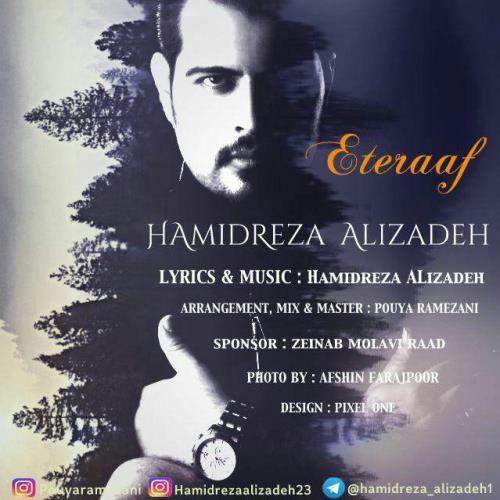 Eteraaf
HAMIDREZA ALIZADEH
LYRICS & MUSIC : HAMIDREZA ALIZADEH
ARRANGEMENT, MIX & MASTER : POUYA RAMEZANI
SPONSOR : ZEINAB MOLAVI RAAD
PHOTO BY : AFSHIN FARAJPOOR
DESIGN : PIXEL ONE
Pouyaramezani Hamidrezaalizadeh23 @hamidreza_alizadeh1